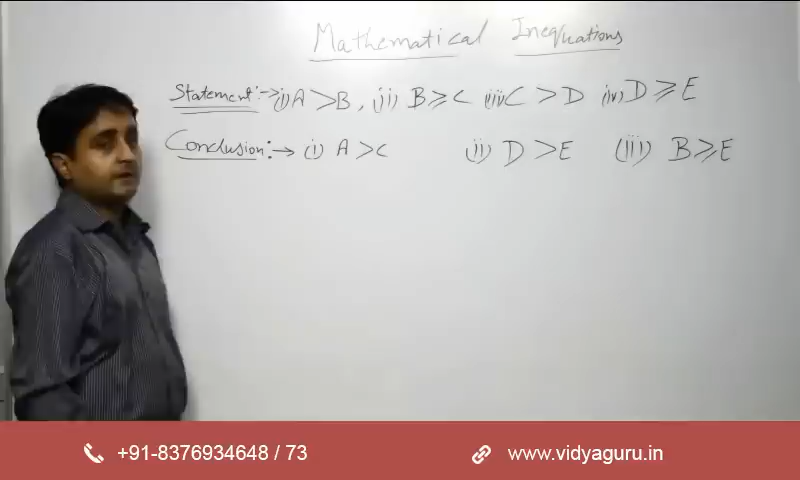 Mathematical Inequations
Statement:-> (i) A > B, (ii) B ≥ C (iii) C > D (iv) D ≥ E
Conclusion:-> (i) A > C (ii) D > E (iii) B ≥ E
+91-8376934648 / 73 www.vidyaguru.in